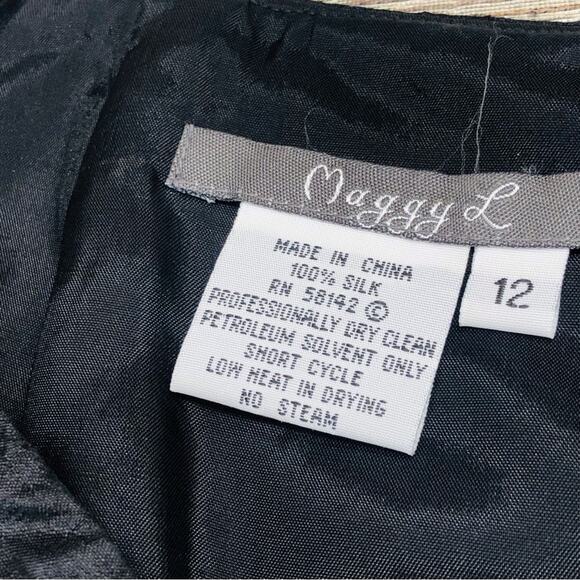 Maggy L
12
MADE IN CHINA
100% SILK
RN 58142 ©
PROFESSIONALLY DRY CLEAN
PETROLEUM SOLVENT ONLY
SHORT CYCLE
LOW HEAT IN DRYING
NO STEAM